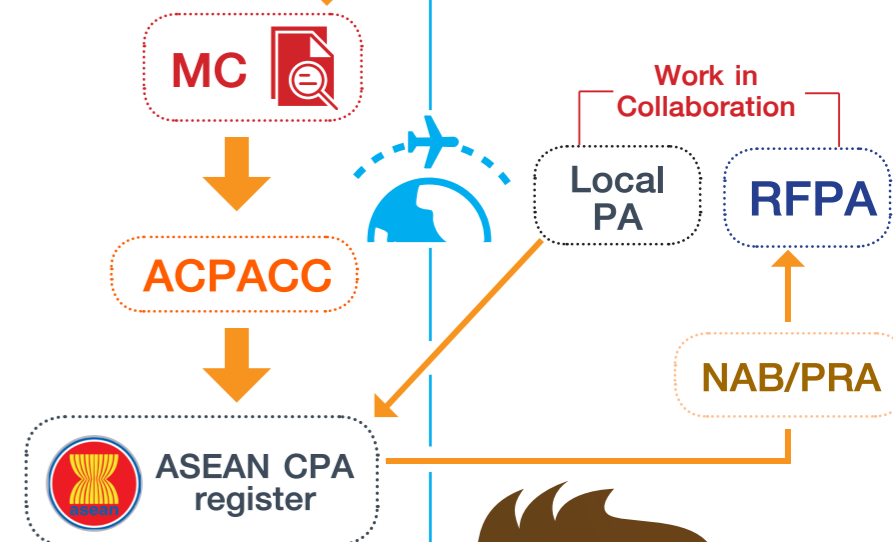 MC
Work in
Collaboration
Local
PA
RFPA
ACPACC
NAB/PRA
ASEAN CPA
register
asean